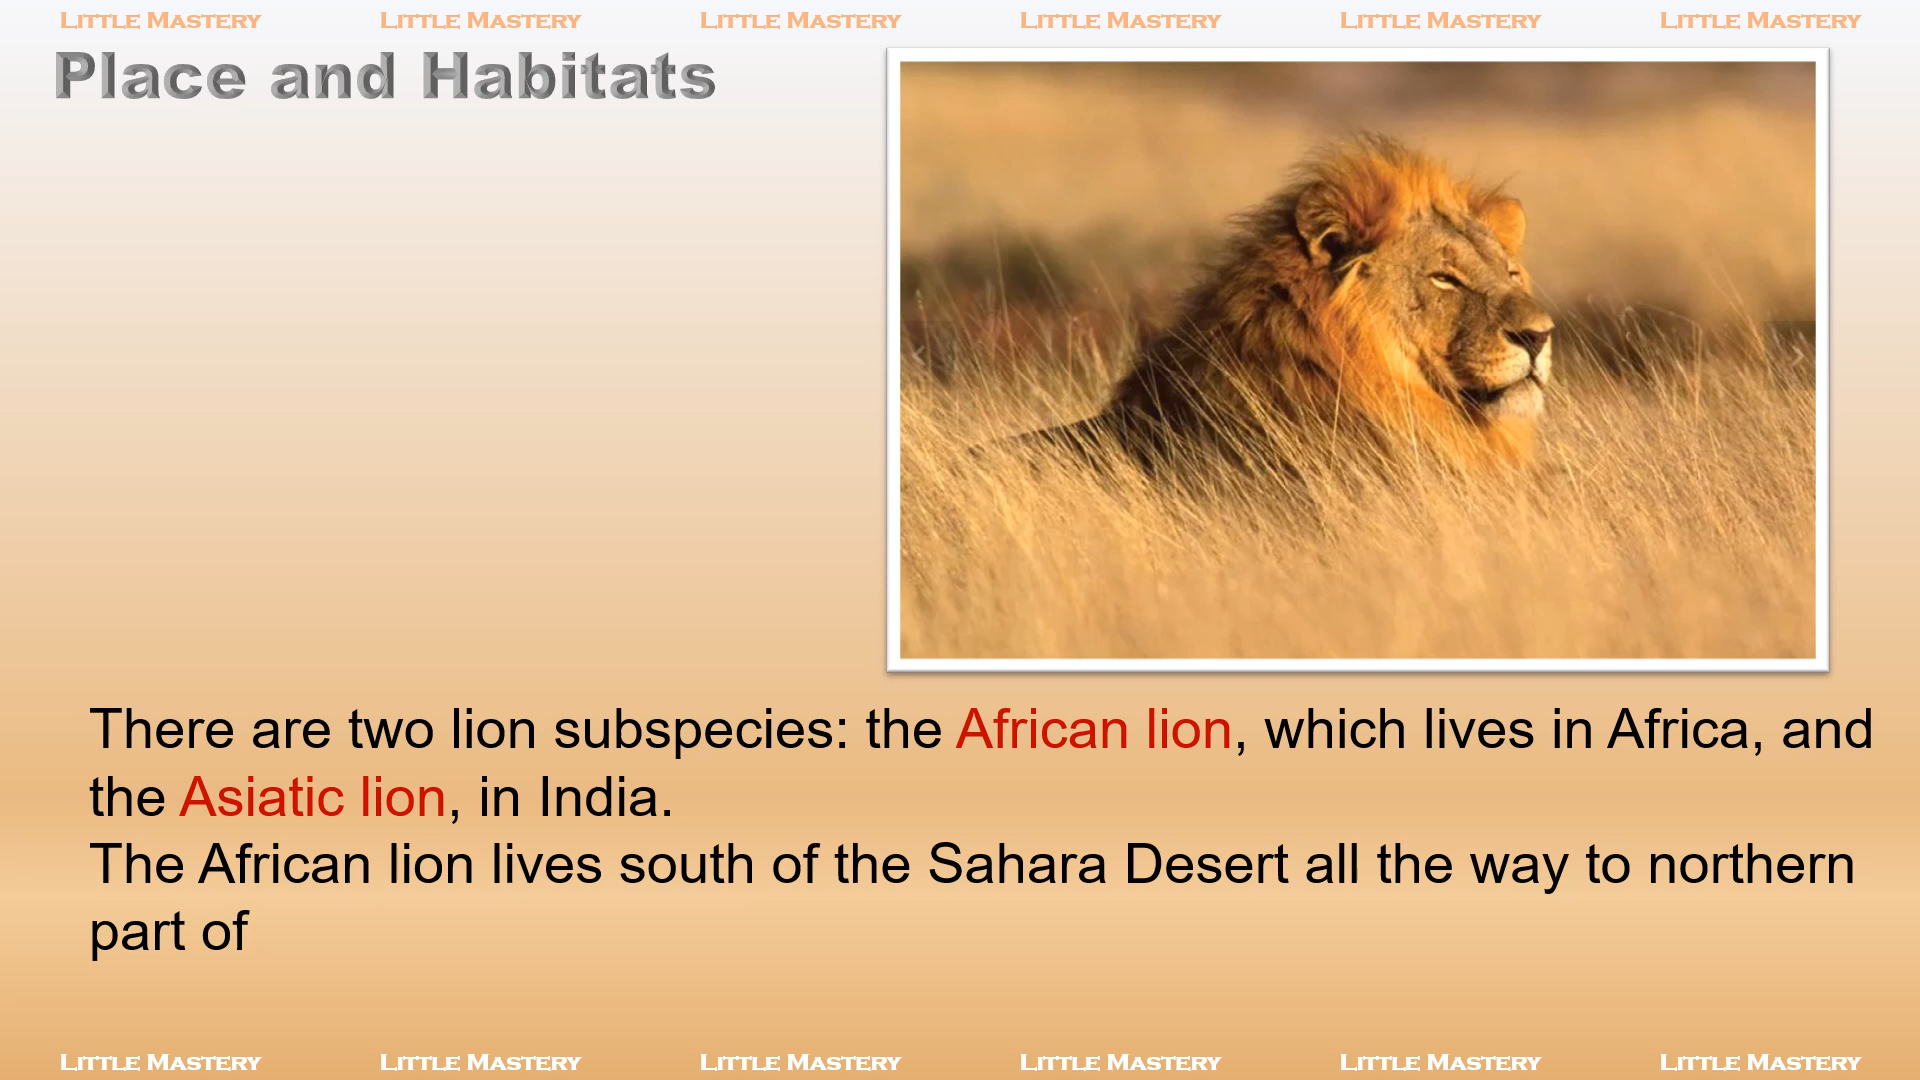 LITTLE MASTERY LITTLE MASTERY LITTLE MASTERY LITTLE MASTERY LITTLE MASTERY LITTLE MASTERY
Place and Habitats
There are two lion subspecies: the African lion, which lives in Africa, and
the Asiatic lion, in India.
The African lion lives south of the Sahara Desert all the way to northern
part of
LITTLE MASTERY LITTLE MASTERY LITTLE MASTERY LITTLE MASTERY LITTLE MASTERY LITTLE MASTERY